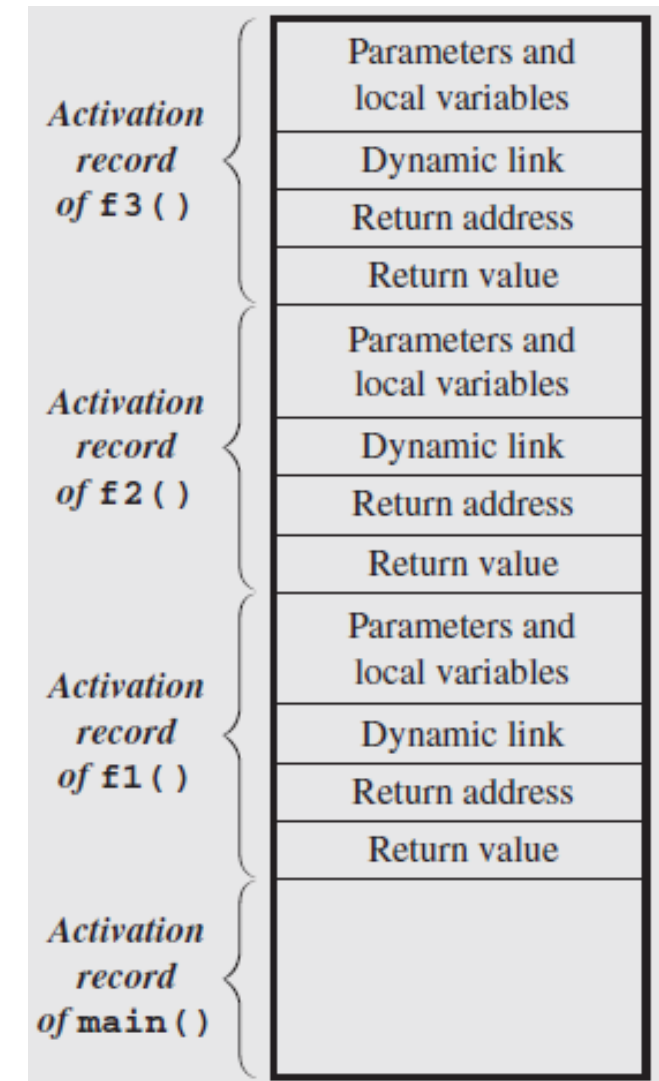 Activation
record
of f3()
Parameters and
local variables
Dynamic link
Return address
Return value
Activation
record
of f2()
Parameters and
local variables
Dynamic link
Return address
Return value
Activation
record
of f1()
Parameters and
local variables
Dynamic link
Return address
Return value
Activation
record
of main()